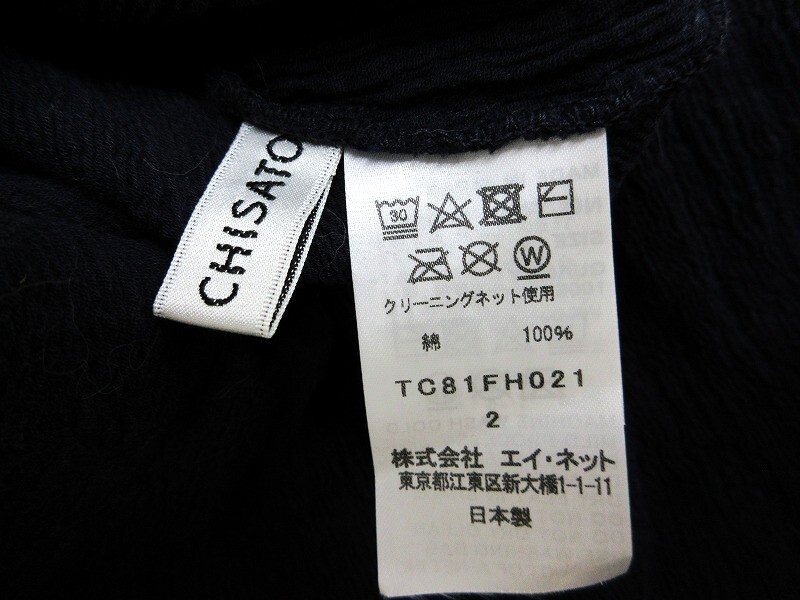 CHISATO
30
W
クリーニングネット使用
綿 100%
TC81FH021
2
株式会社 エイ・ネット
東京都江東区新大橋1-1-11
日本製